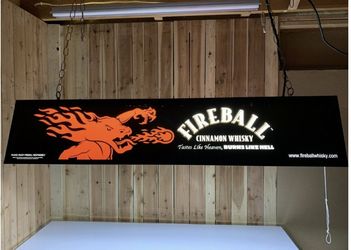 FIREBALL
CINNAMON WHISKY
Tastes Like Heaven, BURNS LIKE HELL
www.fireballwhisky.com